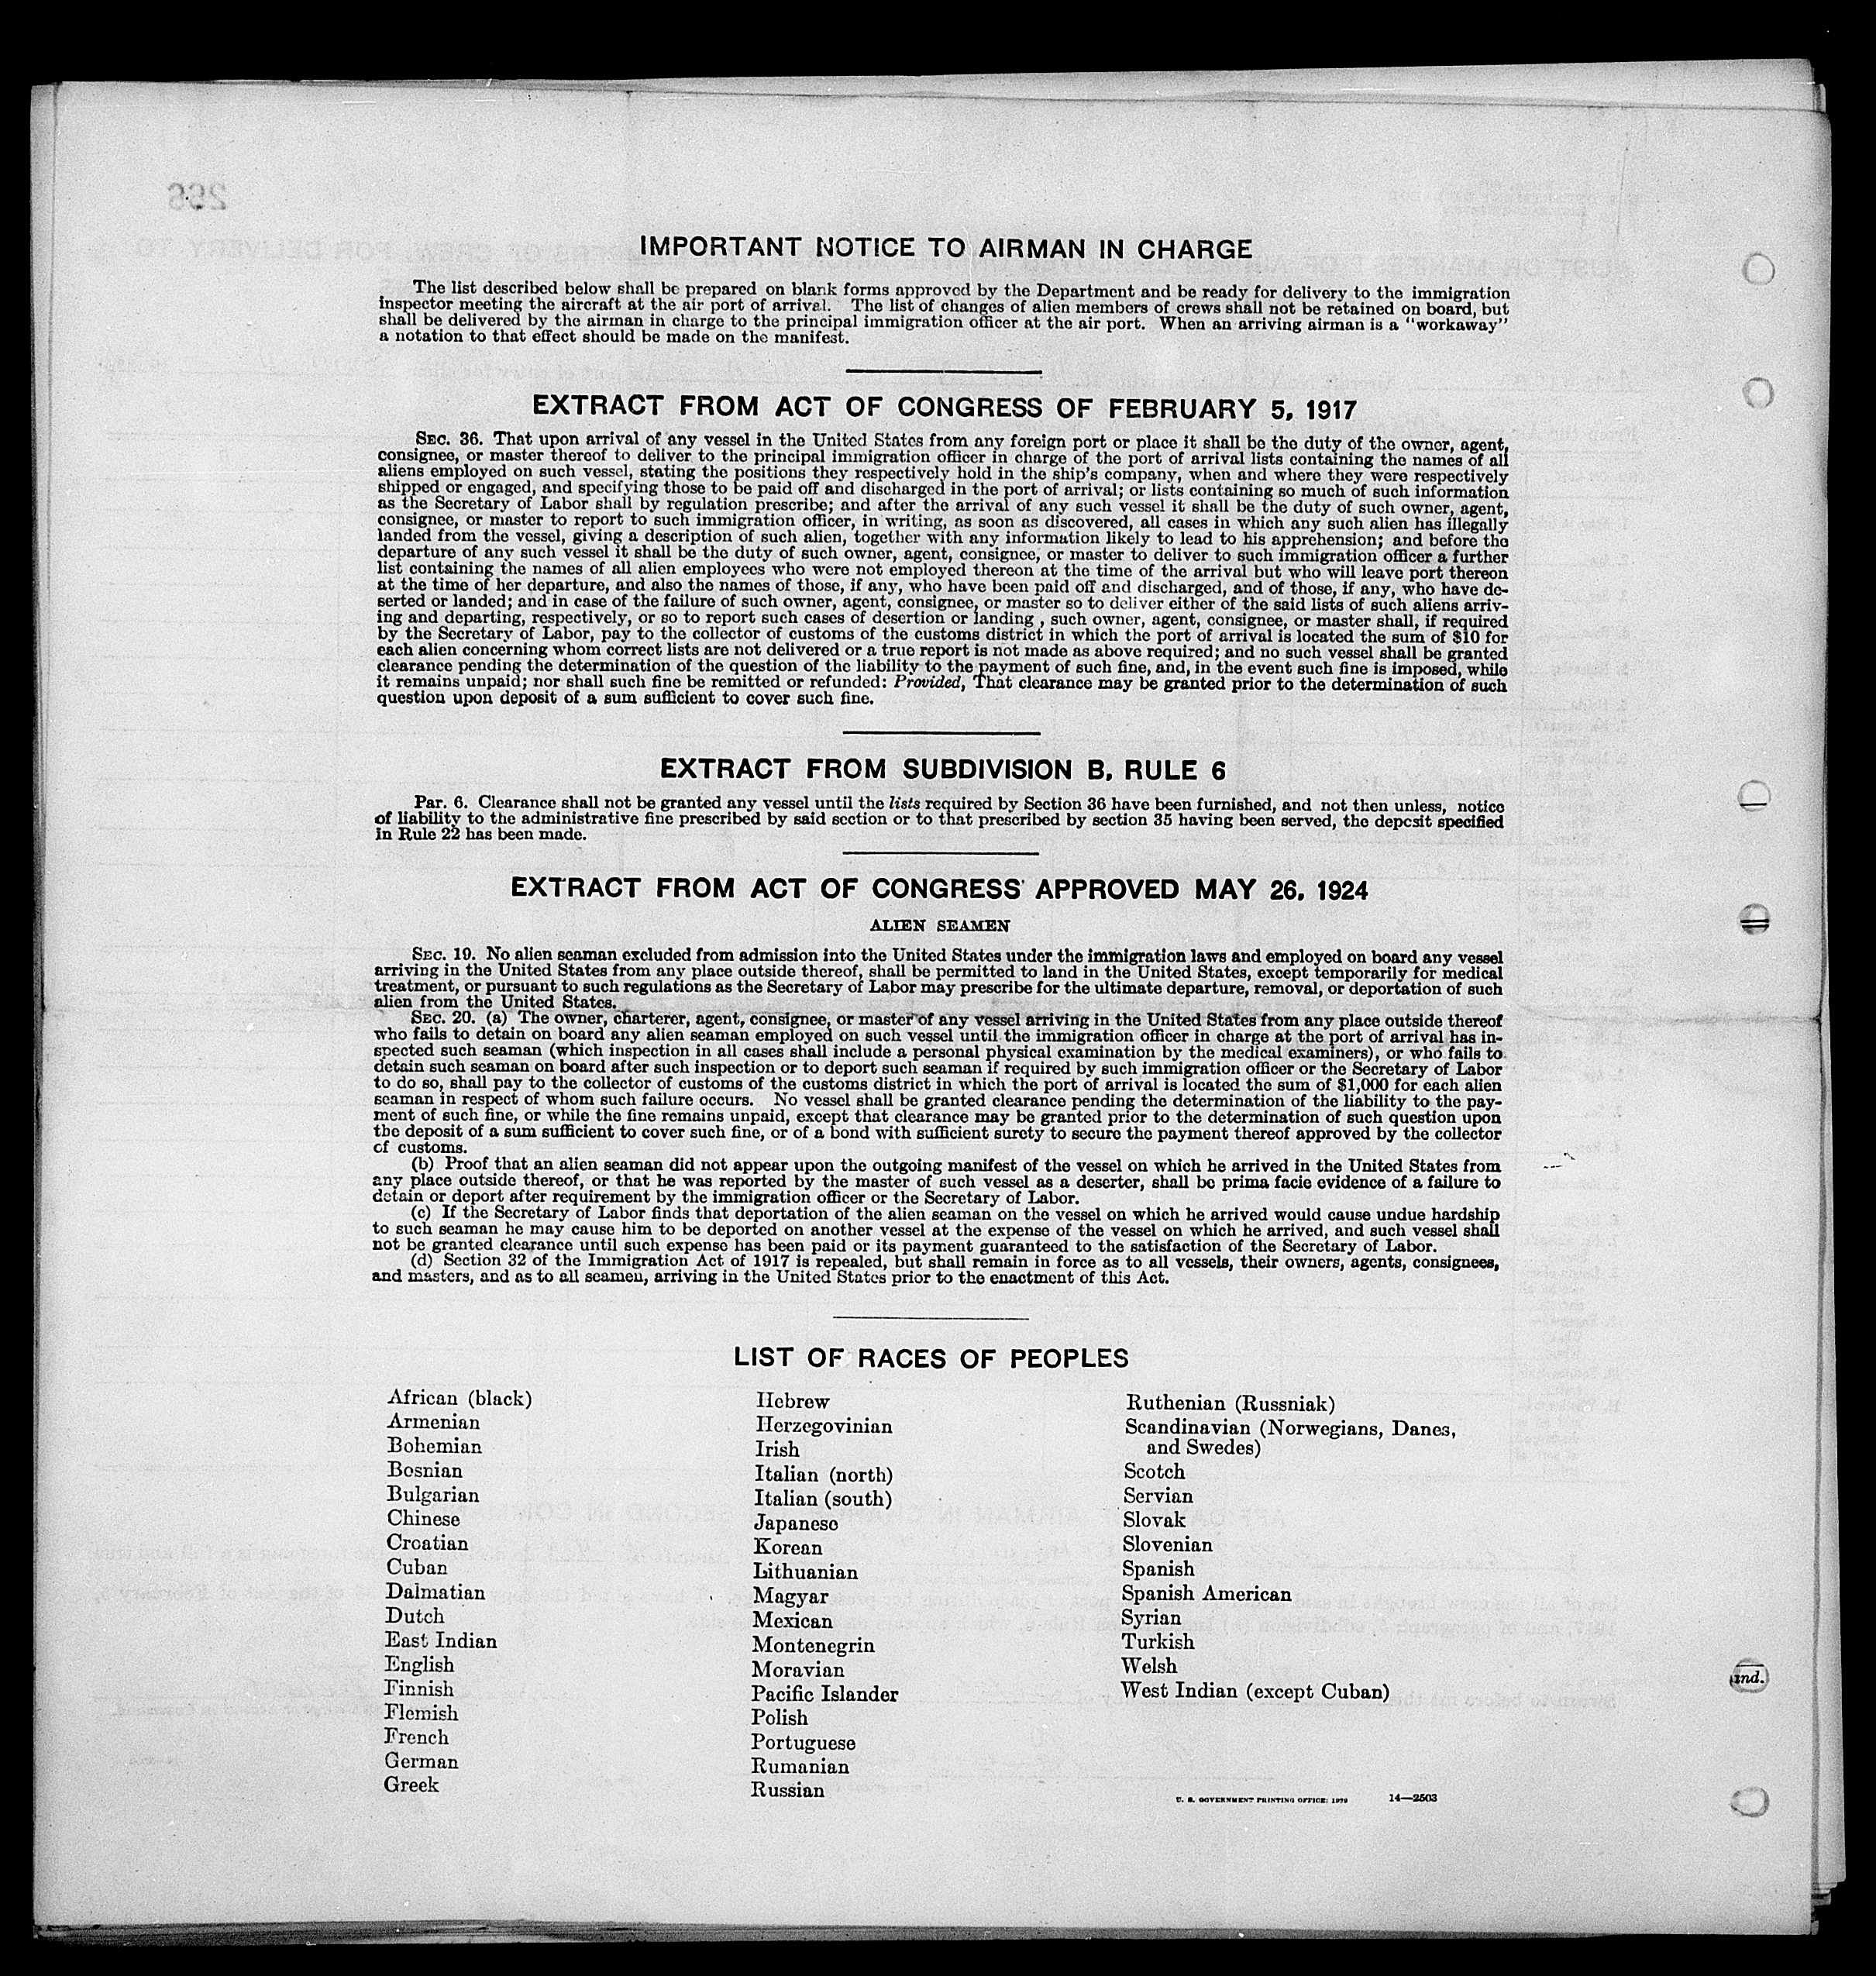 IMPORTANT NOTICE TO AIRMAN IN CHARGE
The list described below shall be prepared on blank forms approved by the Department and be ready for delivery to the immigration
inspector meeting the aircraft at the air port of arrival. The list of changes of alien members of crews shall not be retained on board, but
shall be delivered by the airman in charge to the principal immigration officer at the air port. When an arriving airman is a "workaway"
a notation to that effect should be made on the manifest.
EXTRACT FROM ACT OF CONGRESS OF FEBRUARY 5, 1917
SEC. 36. That upon arrival of any vessel in the United States from any foreign port or place it shall be the duty of the owner, agent,
consignee, or master thereof to deliver to the principal immigration officer in charge of the port of arrival lists containing the names of all
aliens employed on such vessel, stating the positions they respectively hold in the ship's company, when and where they were respectively
shipped or engaged, and specifying those to be paid off and discharged in the port of arrival; or lists containing so much of such information
as the Secretary of Labor shall by regulation prescribe; and after the arrival of any such vessel it shall be the duty of such owner, agent,
consignee, or master to report to such immigration officer, in writing, as soon as discovered, all cases in which any such alien has illegally
landed from the vessel, giving a description of such alien, together with any information likely to lead to his apprehension; and before the
departure of any such vessel it shall be the duty of such owner, agent, consignee, or master to deliver to such immigration officer a further
list containing the names of all alien employees who were not employed thereon at the time of the arrival but who will leave port thereon
at the time of her departure, and also the names of those, if any, who have been paid off and discharged, and of those, if any, who have de-
serted or landed; and in case of the failure of such owner, agent, consignee, or master so to deliver either of the said lists of such aliens arriv-
ing and departing, respectively, or so to report such cases of desertion or landing , such owner, agent, consignee, or master shall, if required
by the Secretary of Labor, pay to the collector of customs of the customs district in which the port of arrival is located the sum of $10 for
each alien concerning whom correct lists are not delivered or a true report is not made as above required; and no such vessel shall be granted
clearance pending the determination of the question of the liability to the payment of such fine, and, in the event such fine is imposed, while
it remains unpaid; nor shall such fine be remitted or refunded: Provided, That clearance may be granted prior to the determination of such
question upon deposit of a sum sufficient to cover such fine.
EXTRACT FROM SUBDIVISION B, RULE 6
Par. 6. Clearance shall not be granted any vessel until the lists required by Section 36 have been furnished, and not then unless, notice
of liability to the administrative fine prescribed by said section or to that prescribed by section 35 having been served, the deposit specified
in Rule 22 has been made.
EXTRACT FROM ACT OF CONGRESS APPROVED MAY 26, 1924
ALIEN SEAMEN
SEC. 19. No alien seaman excluded from admission into the United States under the immigration laws and employed on board any vessel
arriving in the United States from any place outside thereof, shall be permitted to land in the United States, except temporarily for medical
treatment, or pursuant to such regulations as the Secretary of Labor may prescribe for the ultimate departure, removal, or deportation of such
alien from the United States.
SEC. 20. (a) The owner, charterer, agent, consignee, or master of any vessel arriving in the United States from any place outside thereof
who fails to detain on board any alien seaman employed on such vessel until the immigration officer in charge at the port of arrival has in-
spected such seaman (which inspection in all cases shall include a personal physical examination by the medical examiners), or who fails to
detain such seaman on board after such inspection or to deport such seaman if required by such immigration officer or the Secretary of Labor
to do so, shall pay to the collector of customs of the customs district in which the port of arrival is located the sum of $1,000 for each alien
seaman in respect of whom such failure occurs. No vessel shall be granted clearance pending the determination of the liability to the pay-
ment of such fine, or while the fine remains unpaid, except that clearance may be granted prior to the determination of such question upon
the deposit of a sum sufficient to cover such fine, or of a bond with sufficient surety to secure the payment thereof approved by the collector
of customs.
(b) Proof that an alien seaman did not appear upon the outgoing manifest of the vessel on which he arrived in the United States from
any place outside thereof, or that he was reported by the master of such vessel as a deserter, shall be prima facie evidence of a failure to
detain or deport after requirement by the immigration officer or the Secretary of Labor.
(c) If the Secretary of Labor finds that deportation of the alien seaman on the vessel on which he arrived would cause undue hardship
to such seaman he may cause him to be deported on another vessel at the expense of the vessel on which he arrived, and such vessel shall
not be granted clearance until such expense has been paid or its payment guaranteed to the satisfaction of the Secretary of Labor.
(d) Section 32 of the Immigration Act of 1917 is repealed, but shall remain in force as to all vessels, their owners, agents, consignees,
and masters, and as to all seamen, arriving in the United States prior to the enactment of this Act.
LIST OF RACES OF PEOPLES
African (black)
Armenian
Bohemian
Bosnian
Bulgarian
Chinese
Croatian
Cuban
Dalmatian
Dutch
East Indian
English
Finnish
Flemish
French
German
Greek
Hebrew
Herzegovinian
Irish
Italian (north)
Italian (south)
Japanese
Korean
Lithuanian
Magyar
Mexican
Montenegrin
Moravian
Pacific Islander
Polish
Portuguese
Rumanian
Russian
Ruthenian (Russniak)
Scandinavian (Norwegians, Danes,
and Swedes)
Scotch
Servian
Slovak
Slovenian
Spanish
Spanish American
Syrian
Turkish
Welsh
West Indian (except Cuban)
U. S. GOVERNMENT PRINTING OFFICE:
14—2503
ind.